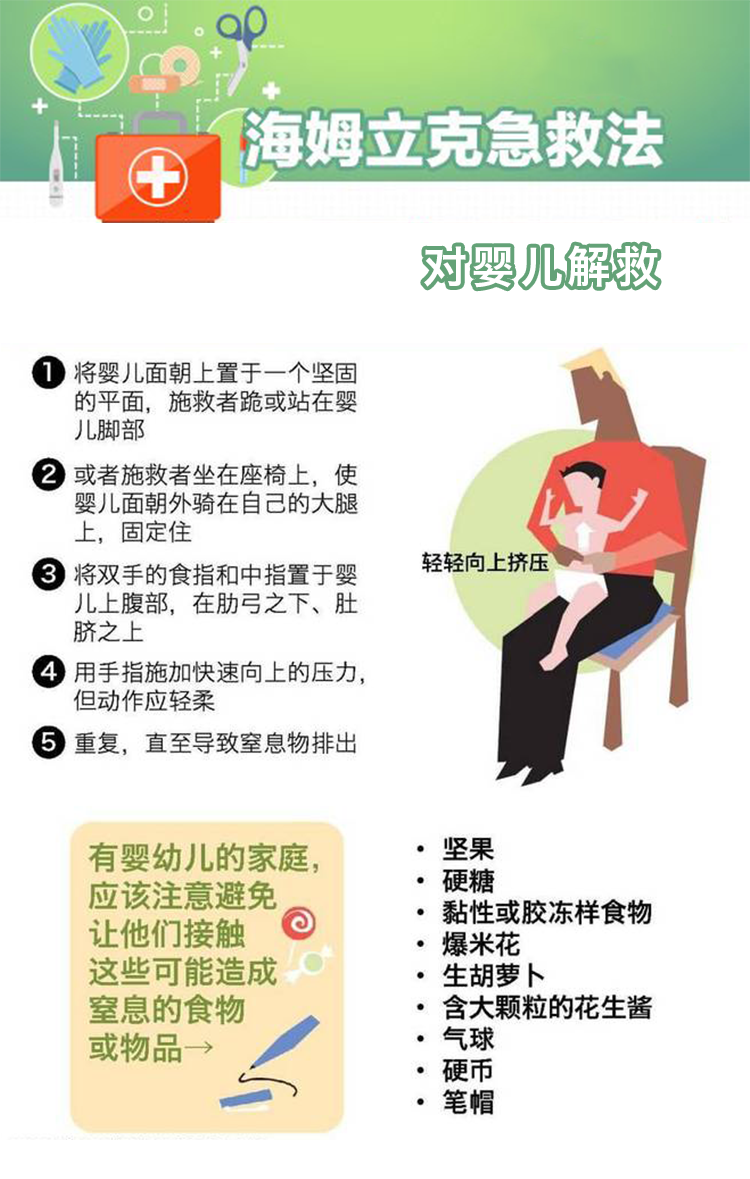 海姆立克急救法
对婴儿解救
1 将婴儿面朝上置于一个坚固
的平面，施救者跪或站在婴
儿脚部
2 或者施救者坐在座椅上，使
婴儿面朝外骑在自己的大腿
上，固定住
3 将双手的食指和中指置于婴
儿上腹部，在肋弓之下、肚
脐之上
4 用手指施加快速向上的压力，
但动作应轻柔
5 重复，直至导致窒息物排出
轻轻向上挤压
有婴幼儿的家庭，
应该注意避免
让他们接触
这些可能造成
窒息的食物
或物品→
• 坚果
• 硬糖
• 黏性或胶冻样食物
• 爆米花
• 生胡萝卜
• 含大颗粒的花生酱
• 气球
• 硬币
• 笔帽